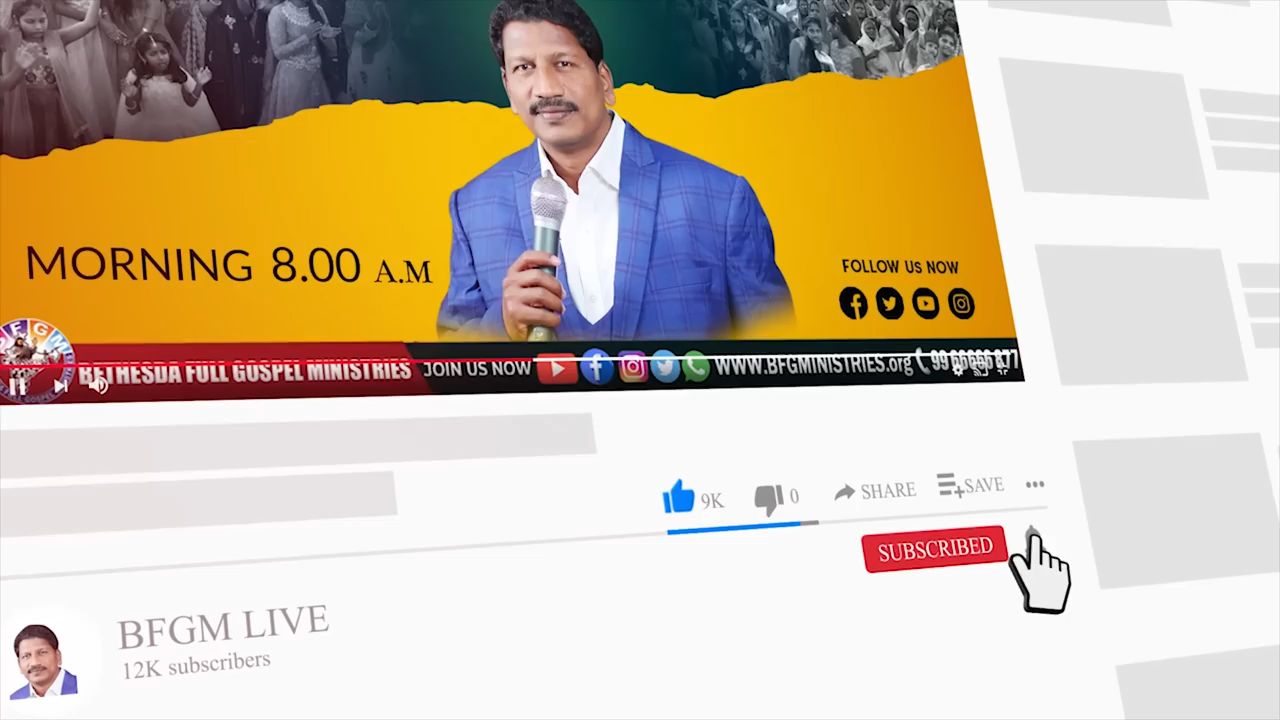 MORNING 8.00 A.M
FOLLOW US NOW
BFGM
BETHESDA FULL GOSPEL MINISTRIES
JOIN US NOW
WWW.BFGMINISTRIES.org
9K
0
SHARE
SAVE
SUBSCRIBED
BFGM LIVE
12K subscribers